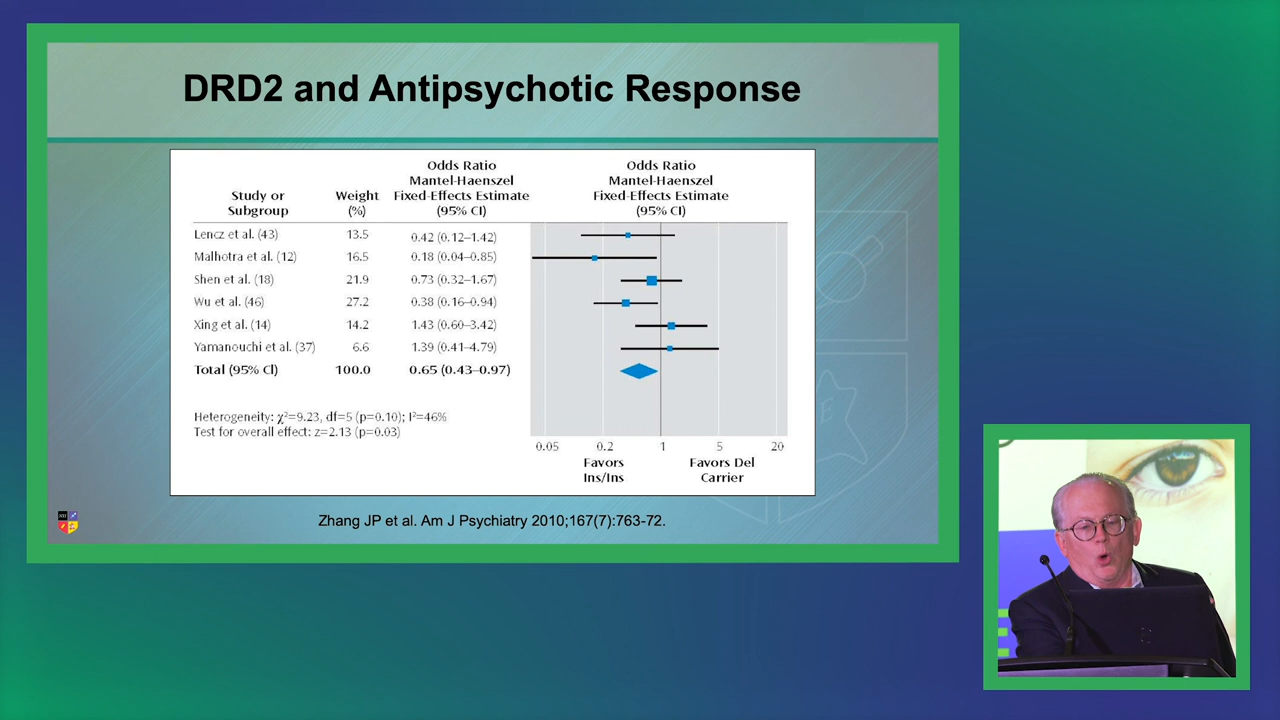 DRD2 and Antipsychotic Response
Study or
Subgroup
Weight
(%)
Odds Ratio
Mantel-Haenszel
Fixed-Effects Estimate
(95% CI)
Odds Ratio
Mantel-Haenszel
Fixed-Effects Estimate
(95% CI)
Lencz et al. (43) 13.5 0.42 (0.12–1.42)
Malhotra et al. (12) 16.5 0.18 (0.04–0.85)
Shen et al. (18) 21.9 0.73 (0.32–1.67)
Wu et al. (46) 27.2 0.38 (0.16–0.94)
Xing et al. (14) 14.2 1.43 (0.60–3.42)
Yamanouchi et al. (37) 6.6 1.39 (0.41–4.79)
Total (95% CI) 100.0 0.65 (0.43–0.97)
Heterogeneity: χ²=9.23, df=5 (p=0.10); I²=46%
Test for overall effect: z=2.13 (p=0.03)
0.05 0.2 1 5 20
Favors
Ins/Ins
Favors Del
Carrier
Zhang JP et al. Am J Psychiatry 2010;167(7):763-72.